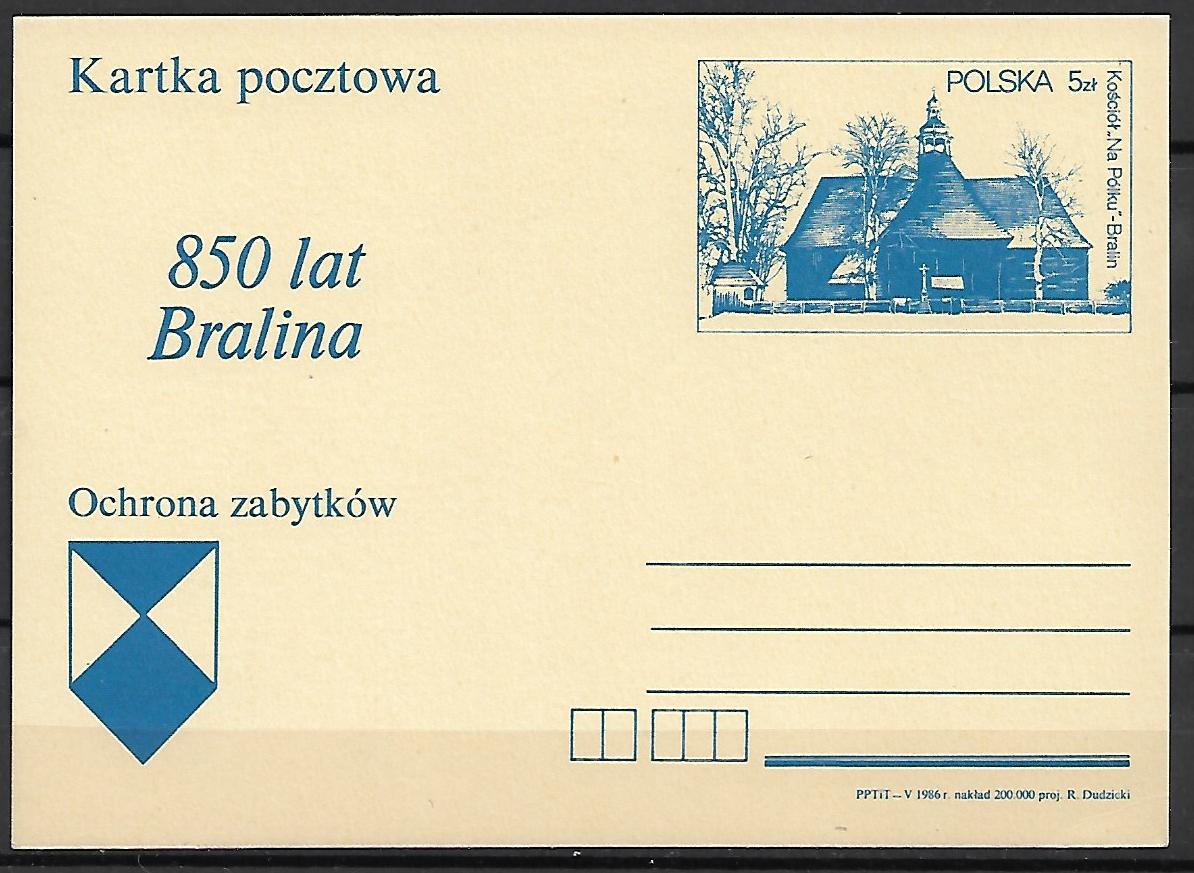 Kartka pocztowa
POLSKA 5zł
Kościół „Na Pólku” - Bralin
850 lat
Bralina
Ochrona zabytków
PPTiT – V 1986 r. nakład 200.000 proj. R. Dudzicki